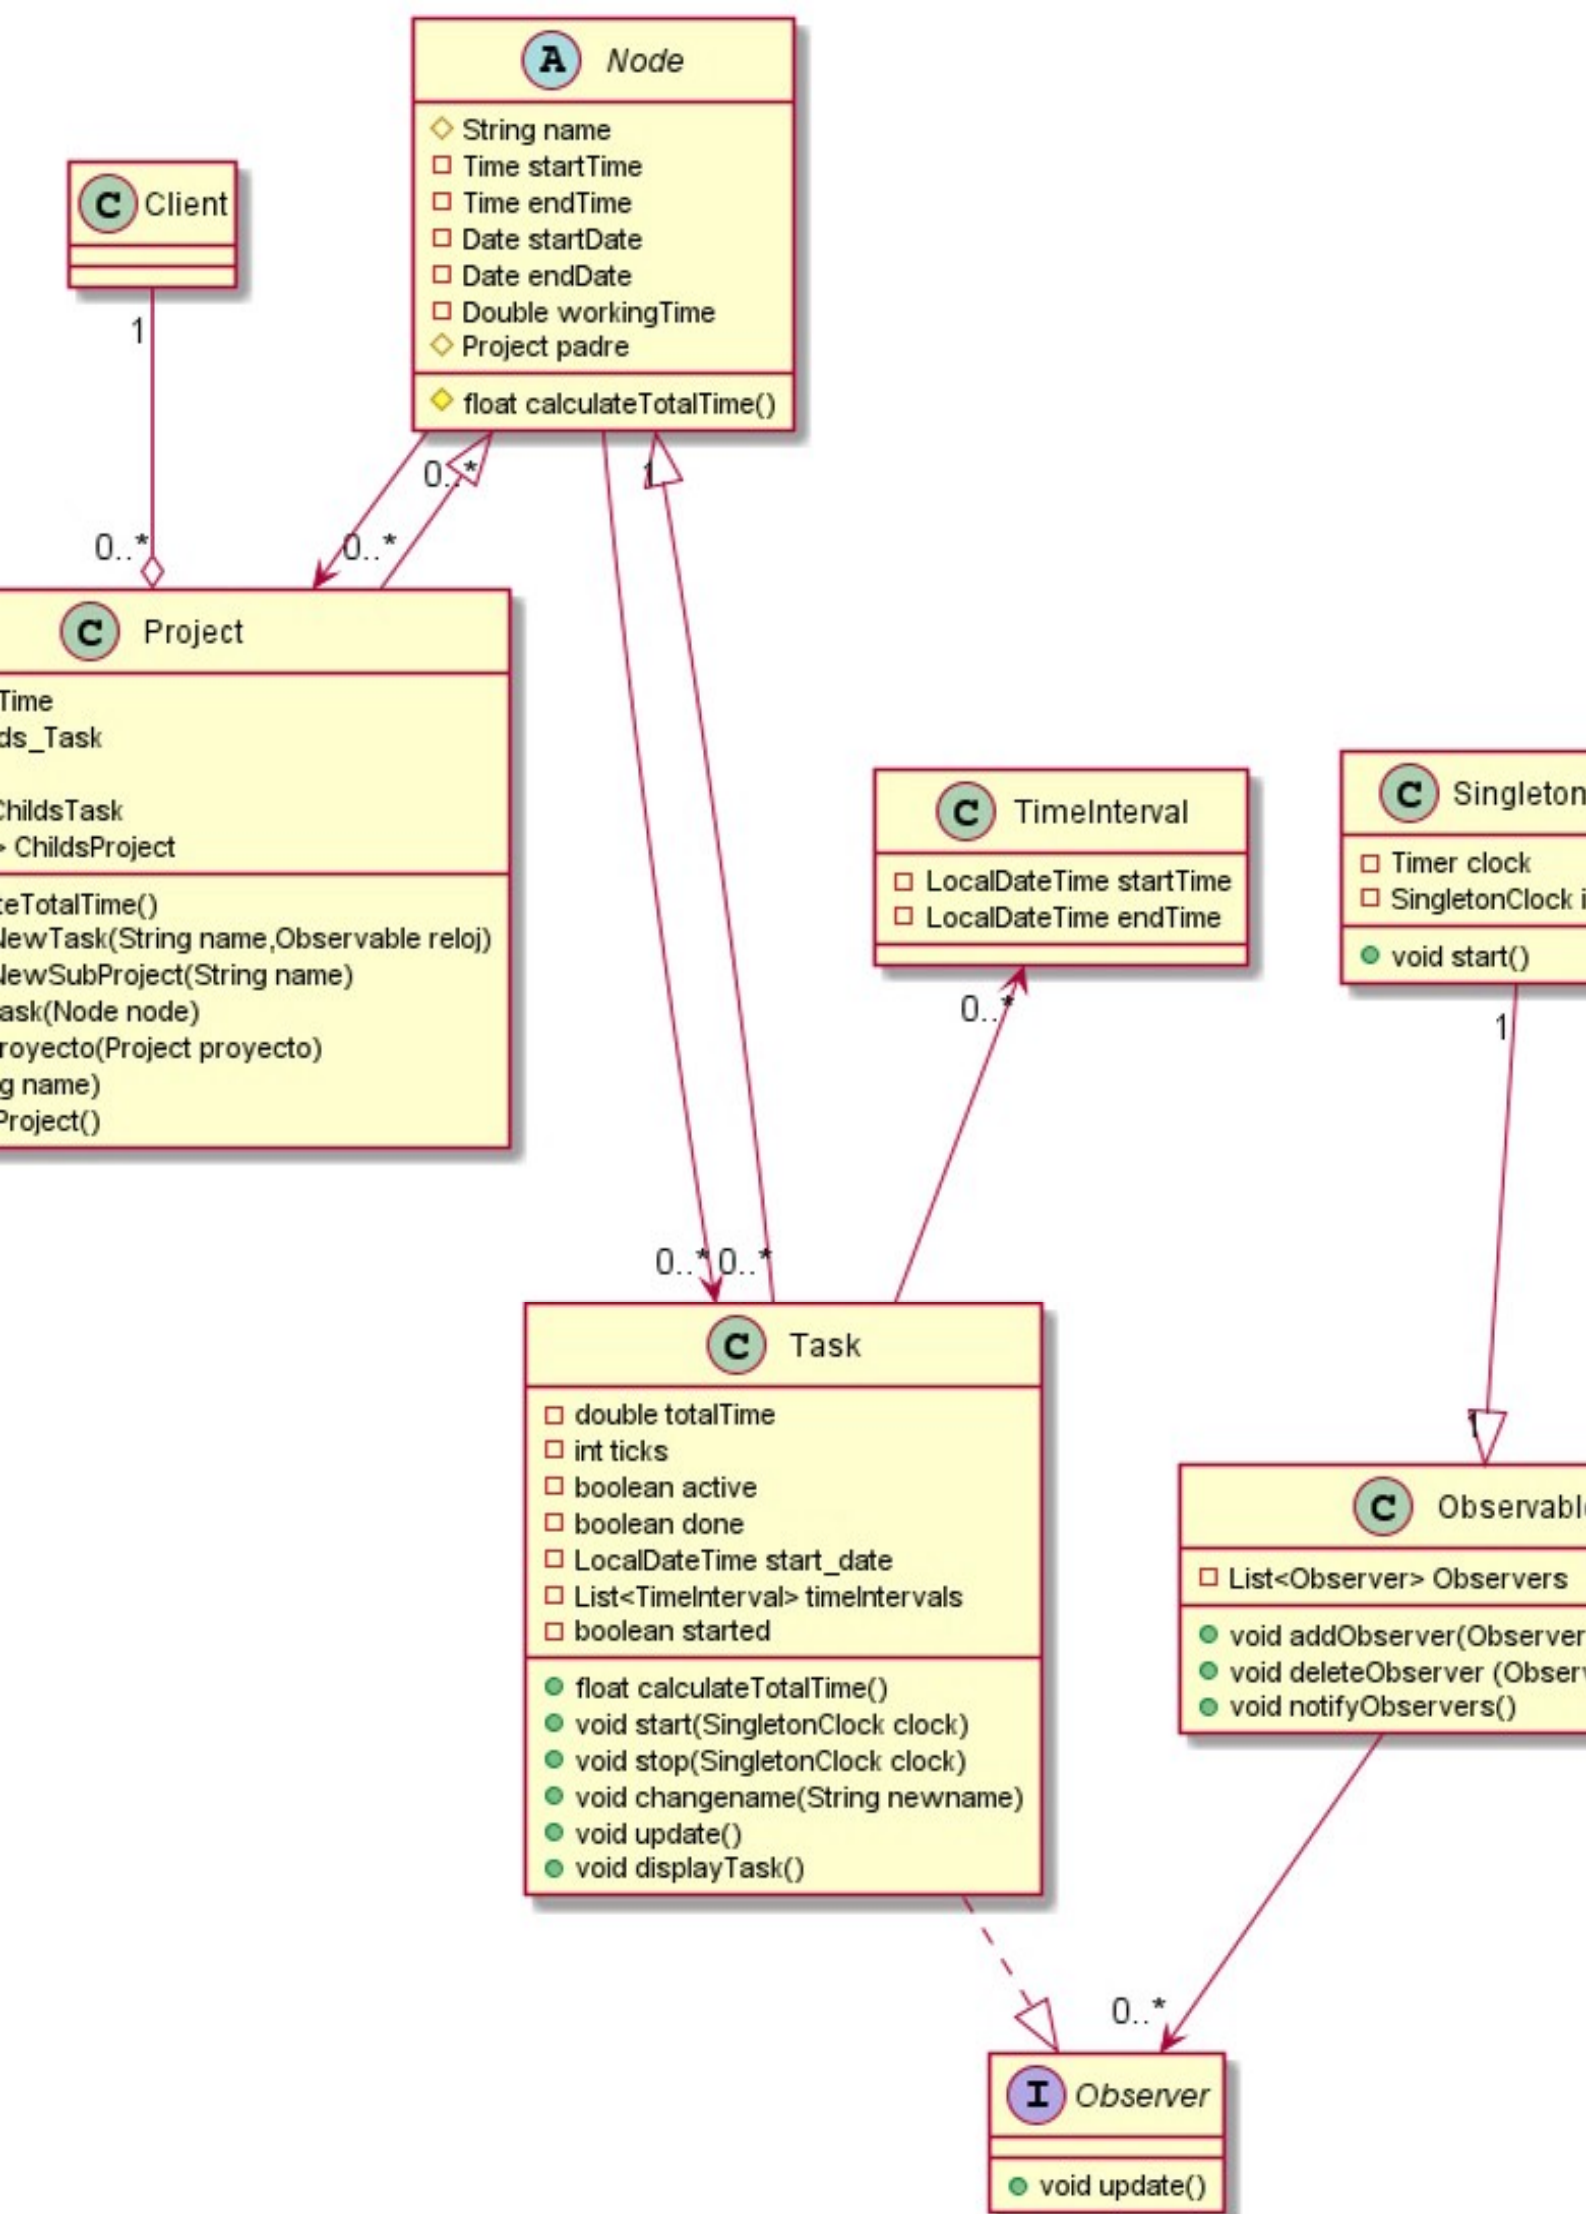 A Node
String name
Time startTime
Time endTime
Date startDate
Date endDate
Double workingTime
Project padre
float calculateTotalTime()
C Client
1
0..*
0..*
0..*
1
C Project
Time
ds_Task
ChildsTask
> ChildsProject
teTotalTime()
NewTask(String name,Observable reloj)
NewSubProject(String name)
ask(Node node)
royecto(Project proyecto)
g name)
Project()
C TimeInterval
LocalDateTime startTime
LocalDateTime endTime
0..*
C Singleton
Timer clock
SingletonClock i
void start()
1
1
0..* 0..*
C Task
double totalTime
int ticks
boolean active
boolean done
LocalDateTime start_date
List<TimeInterval> timeIntervals
boolean started
float calculateTotalTime()
void start(SingletonClock clock)
void stop(SingletonClock clock)
void changename(String newname)
void update()
void displayTask()
C Observable
List<Observer> Observers
void addObserver(Observer
void deleteObserver (Observ
void notifyObservers()
0..*
I Observer
void update()